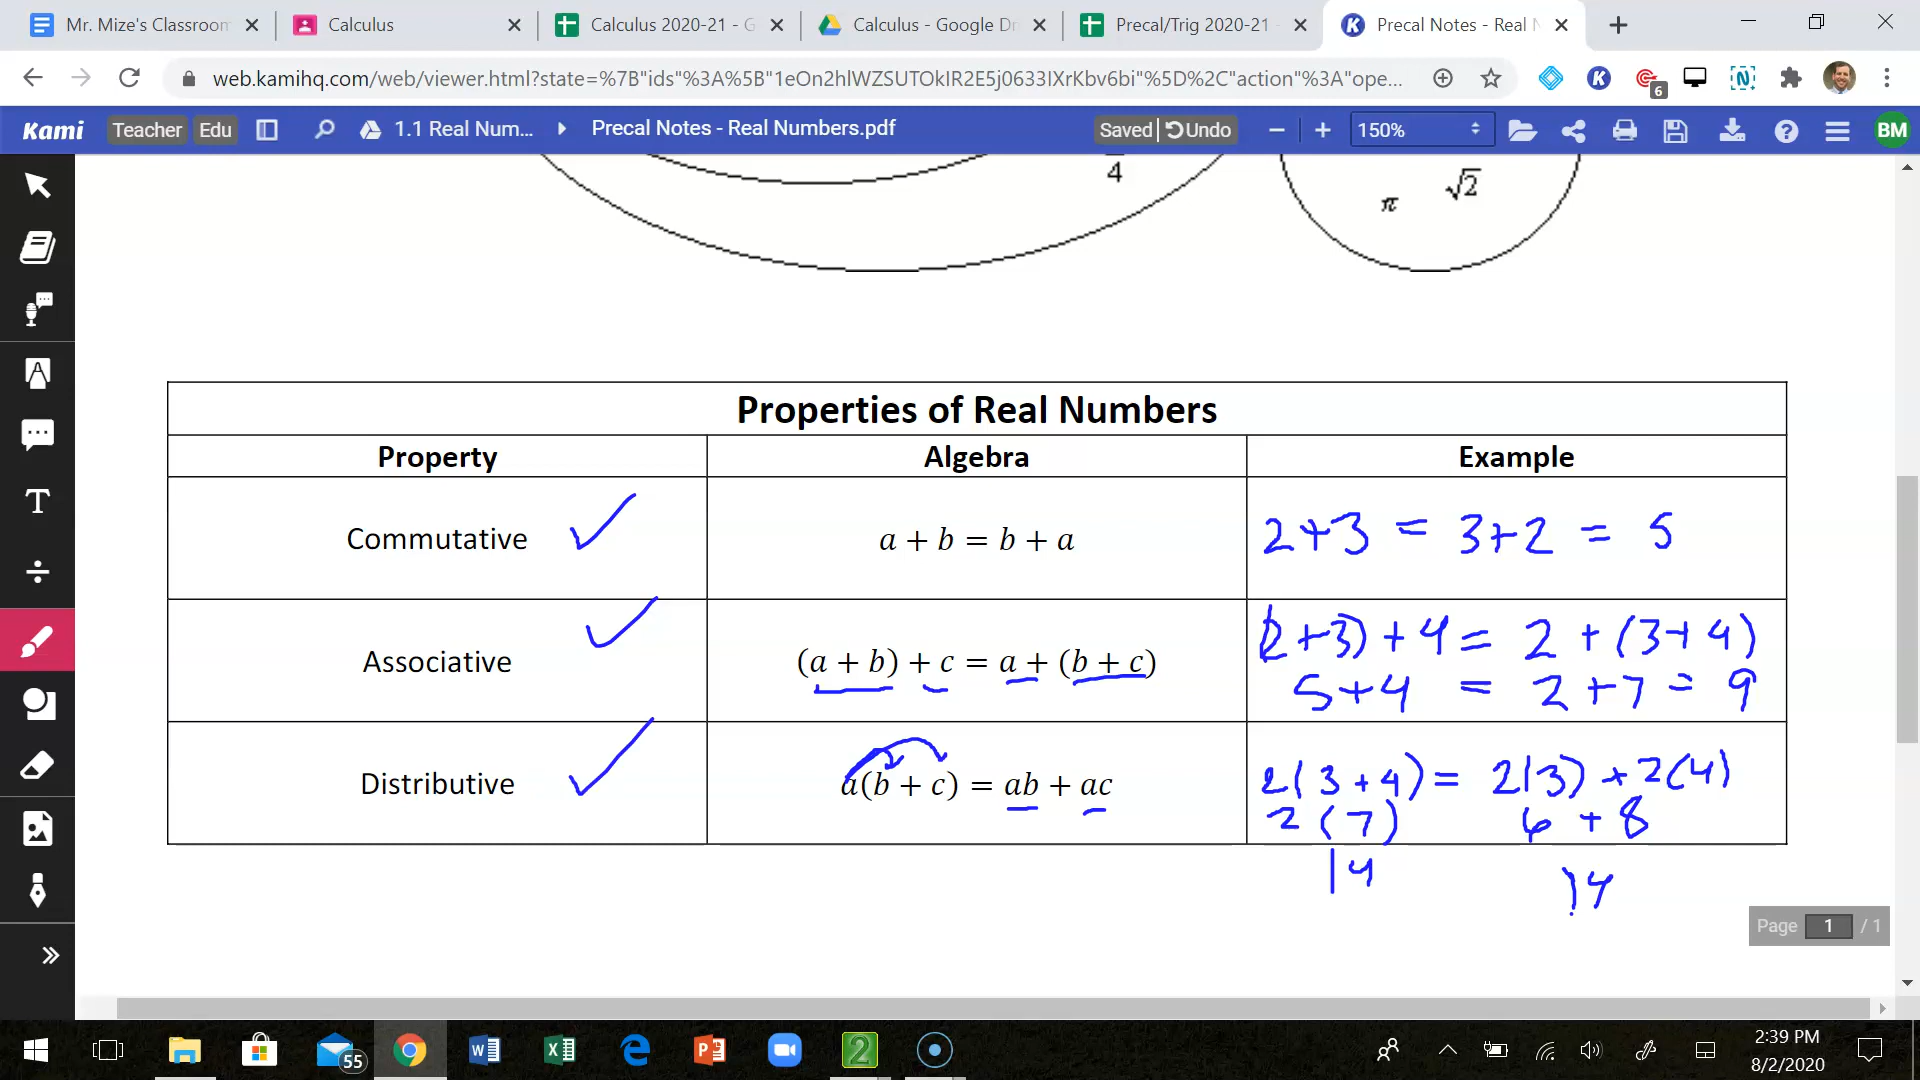 Mr. Mize's Classroom
Calculus
Calculus 2020-21 - G
Calculus - Google Dr
Precal/Trig 2020-21 -
Precal Notes - Real N
web.kamihq.com/web/viewer.html?state=%7B"ids"%3A%5B"1eOn2hlWZSUTOkIR2E5j0633IXrKbv6bi"%5D%2C"action"%3A"ope...
6
Kami Teacher Edu 1.1 Real Num... Precal Notes - Real Numbers.pdf Saved Undo 150% BM
4
π √2
Properties of Real Numbers
Property Algebra Example
Commutative a + b = b + a 2+3 = 3+2 = 5
Associative (a + b) + c = a + (b + c) (2+3)+4 = 2+(3+4)
5+4 = 2+7 = 9
Distributive a(b + c) = ab + ac 2(3+4) = 2(3)+2(4)
2(7) 6+8
14 14
Page 1 / 1
55
2:39 PM
8/2/2020